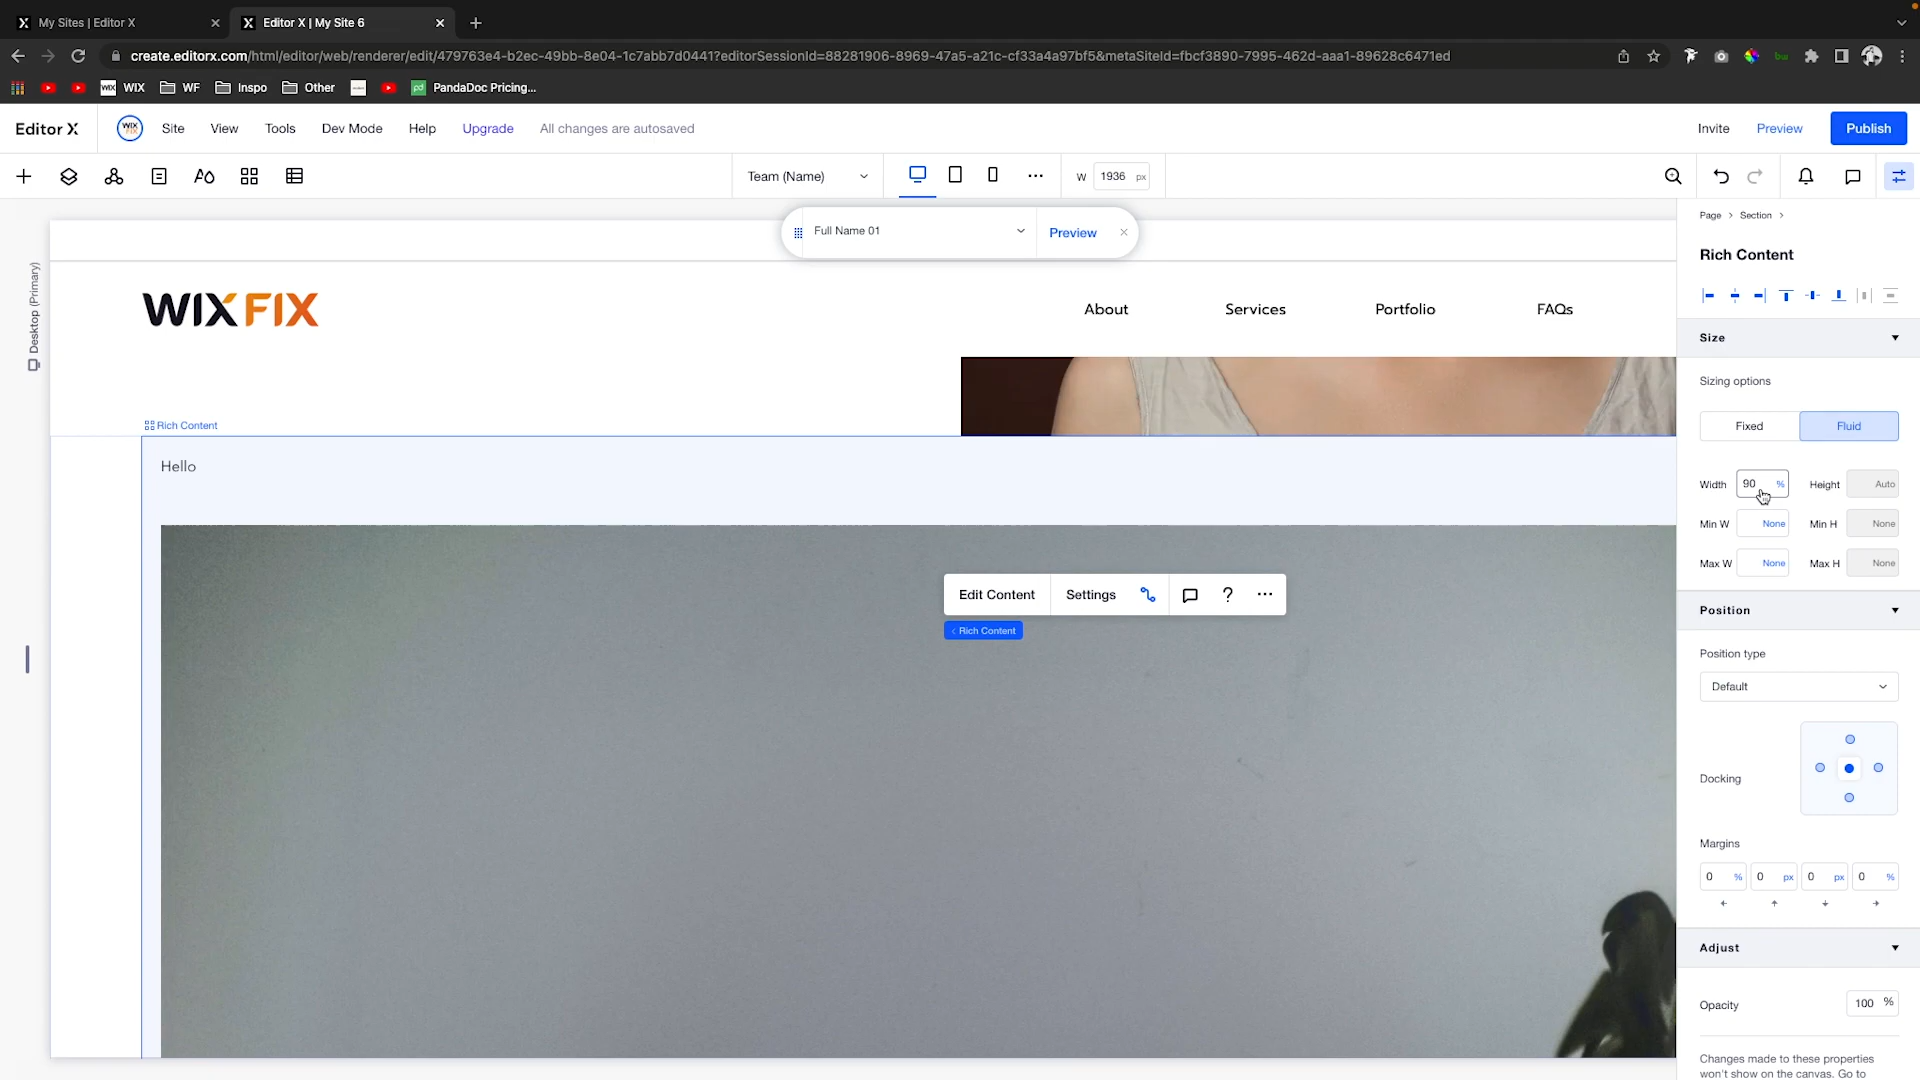 My Sites | Editor X
Editor X | My Site 6
create.editorx.com/html/editor/web/renderer/edit/479763e4-b2ec-49bb-8e04-1c7abb7d0441?editorSessionId=88281906-8969-47a5-a21c-cf33a4a97bf5&metaSiteId=fbcf3890-7995-462d-aaa1-89628c6471ed
WIX WF Inspo Other PandaDoc Pricing...
Editor X WIX FIX Site View Tools Dev Mode Help Upgrade All changes are autosaved Invite Preview Publish
Team (Name) W 1936 px
Full Name 01 Preview
Page > Section >
Rich Content
Desktop (Primary)
WIXFIX About Services Portfolio FAQs
Size
Sizing options
Fixed Fluid
Rich Content
Hello
Width 90 % Height Auto
Min W None Min H None
Max W None Max H None
Edit Content Settings ?
Rich Content
Position
Position type
Default
Docking
Margins
0 % 0 px 0 px 0 %
Adjust
Opacity 100 %
Changes made to these properties
won't show on the canvas. Go to